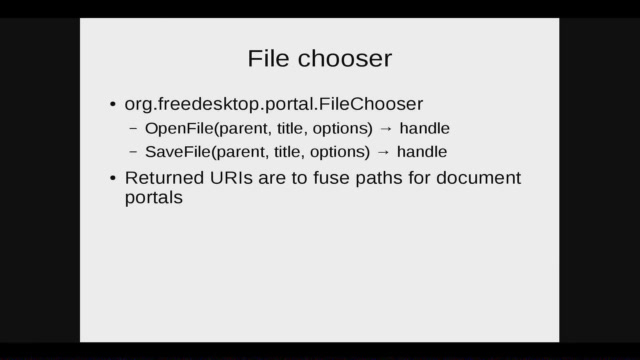 File chooser
• org.freedesktop.portal.FileChooser
– OpenFile(parent, title, options) → handle
– SaveFile(parent, title, options) → handle
• Returned URIs are to fuse paths for document
portals